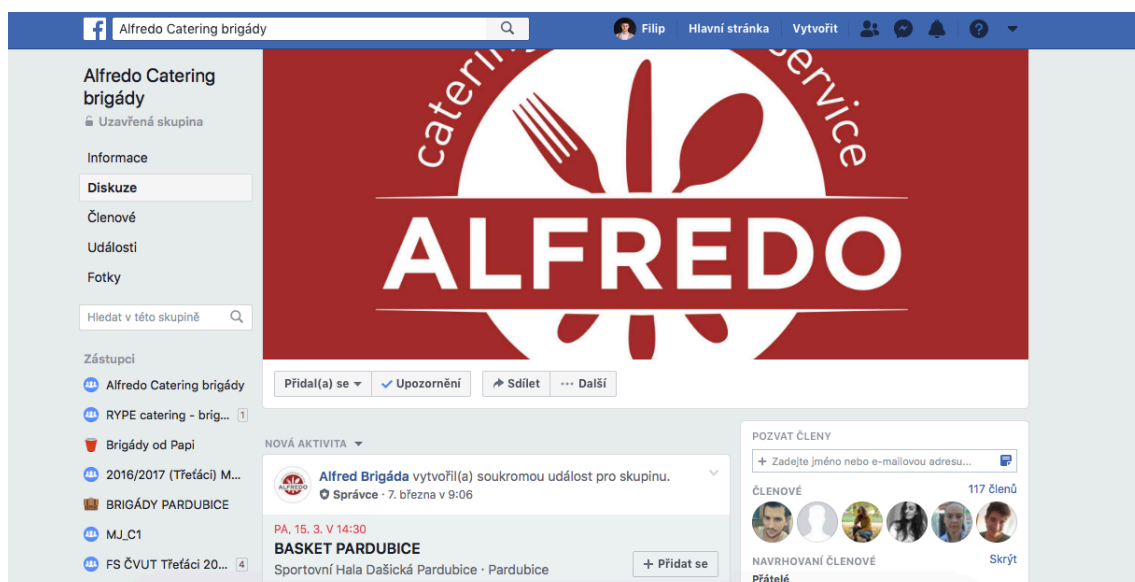 Alfredo Catering brigády
Filip
Hlavní stránka
Vytvořit
Alfredo Catering
brigády
Uzavřená skupina
Informace
Diskuze
Členové
Události
Fotky
Hledat v této skupině
Zástupci
Alfredo Catering brigády
RYPE catering - brig... 1
Brigády od Papi
2016/2017 (Třeťáci) M...
BRIGÁDY PARDUBICE
MJ_C1
FS ČVUT Třeťáci 20... 4
catering service
ALFREDO
Přidal(a) se
Upozornění
Sdílet
Další
NOVÁ AKTIVITA
ALFREDO
Alfred Brigáda vytvořil(a) soukromou událost pro skupinu.
Správce · 7. března v 9:06
PA, 15. 3. V 14:30
BASKET PARDUBICE
Sportovní Hala Dašická Pardubice · Pardubice
+ Přidat se
POZVAT ČLENY
+ Zadejte jméno nebo e-mailovou adresu...
ČLENOVÉ
117 členů
NAVRHOVANÍ ČLENOVÉ
Skrýt
Přátelé